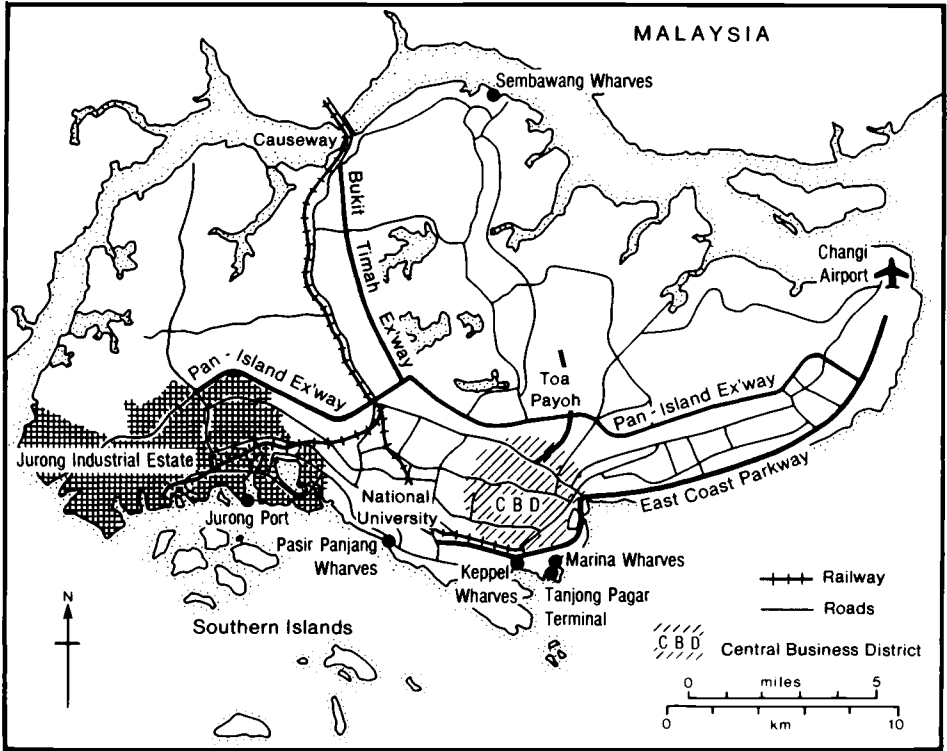 MALAYSIA
Sembawang Wharves
Causeway
Bukit Timah Ex'way
Changi
Airport
Pan - Island Ex'way
Toa
Payoh
Pan - Island Ex'way
Jurong Industrial Estate
East Coast Parkway
National
University
CBD
Jurong Port
Pasir Panjang
Wharves
Keppel
Wharves
Marina Wharves
Tanjong Pagar
Terminal
Southern Islands
N
Railway
Roads
CBD Central Business District
0 miles 5
0 km 10